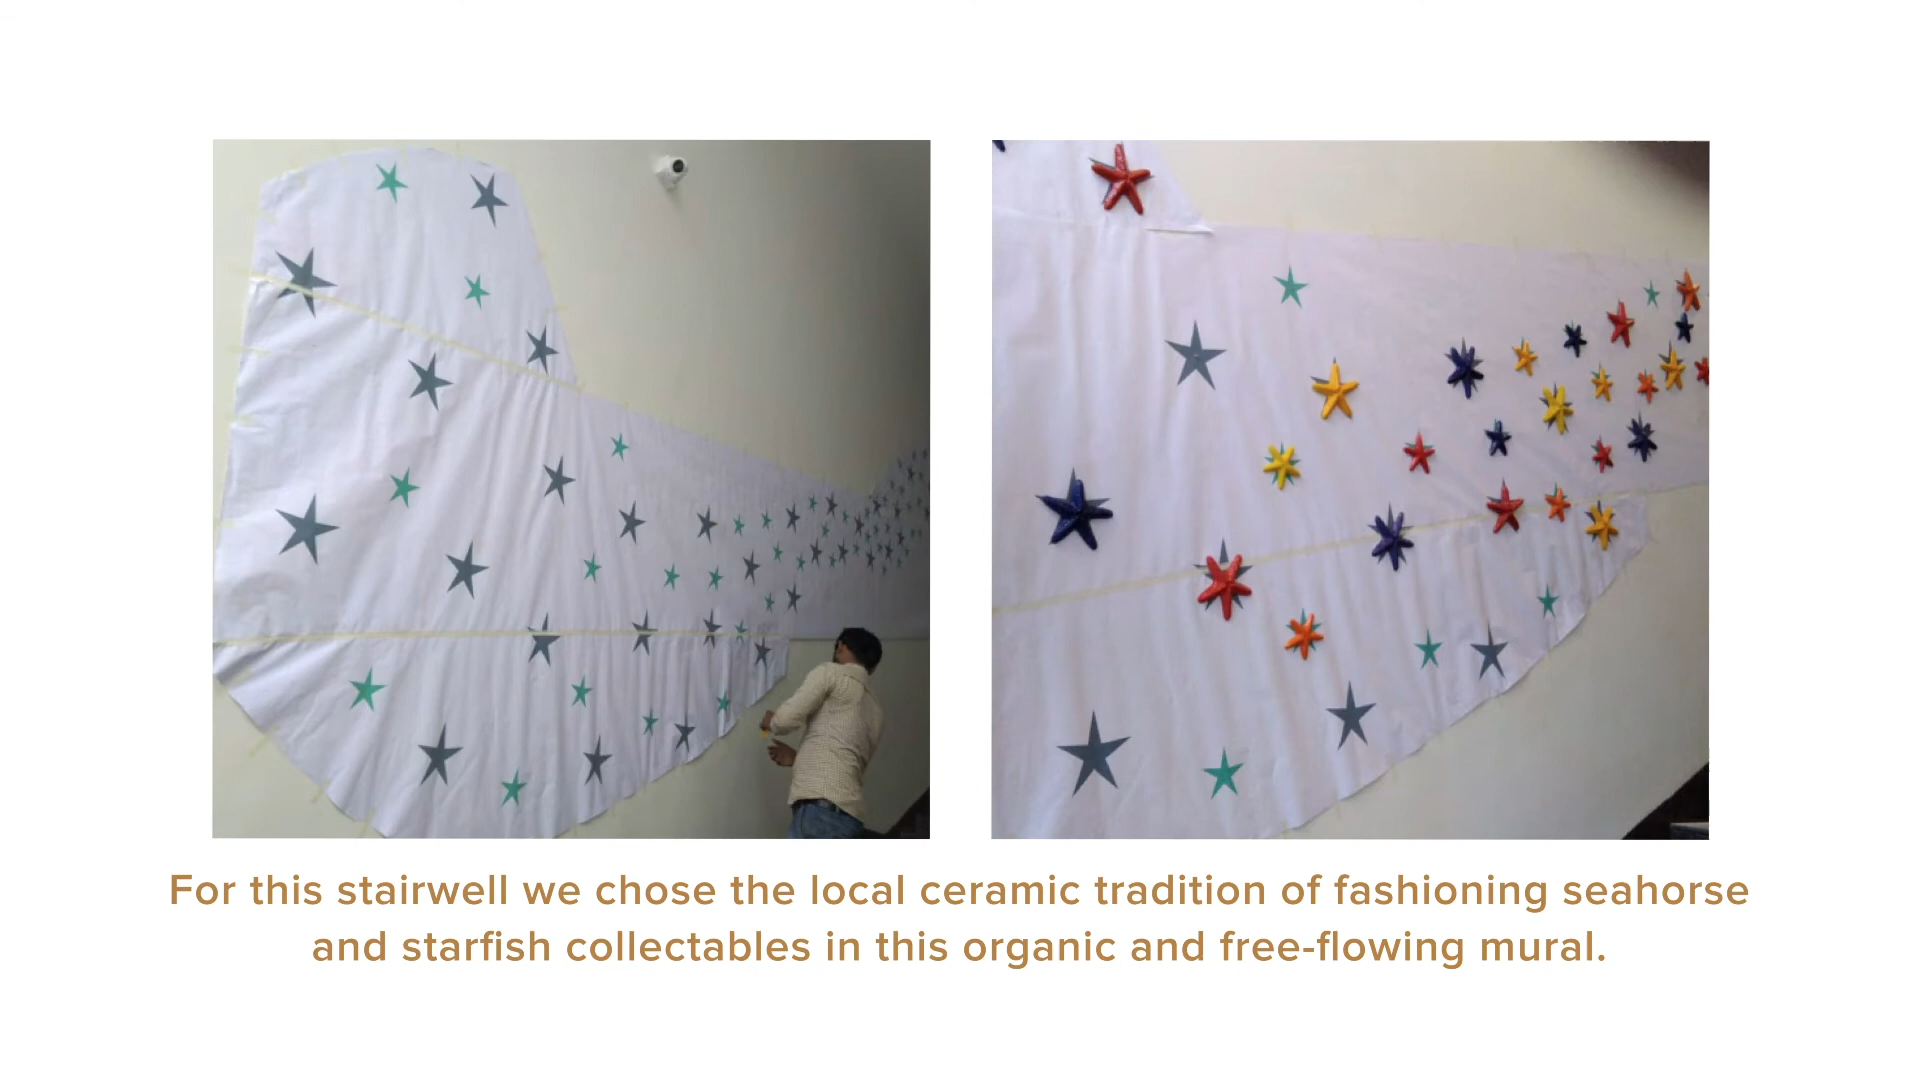 For this stairwell we chose the local ceramic tradition of fashioning seahorse
and starfish collectables in this organic and free-flowing mural.